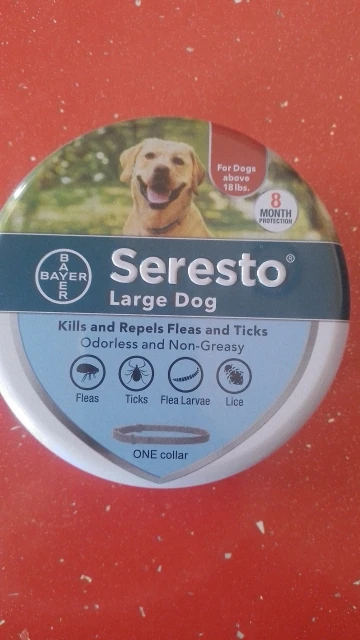 For Dogs
above
18 lbs.
8
MONTH
PROTECTION
BAYER
BAYER
Seresto®
Large Dog
Kills and Repels Fleas and Ticks
Odorless and Non-Greasy
Fleas
Ticks
Flea Larvae
Lice
ONE collar